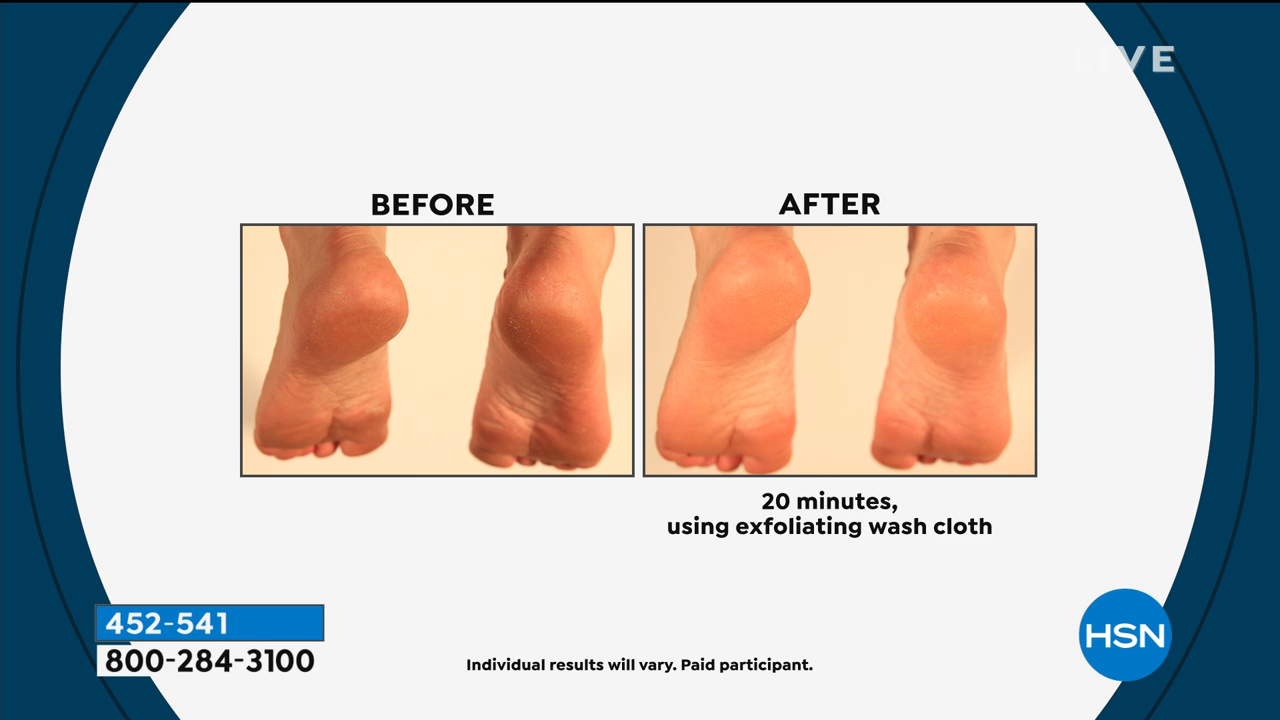 LIVE
BEFORE
AFTER
20 minutes,
using exfoliating wash cloth
452-541
800-284-3100
Individual results will vary. Paid participant.
HSN